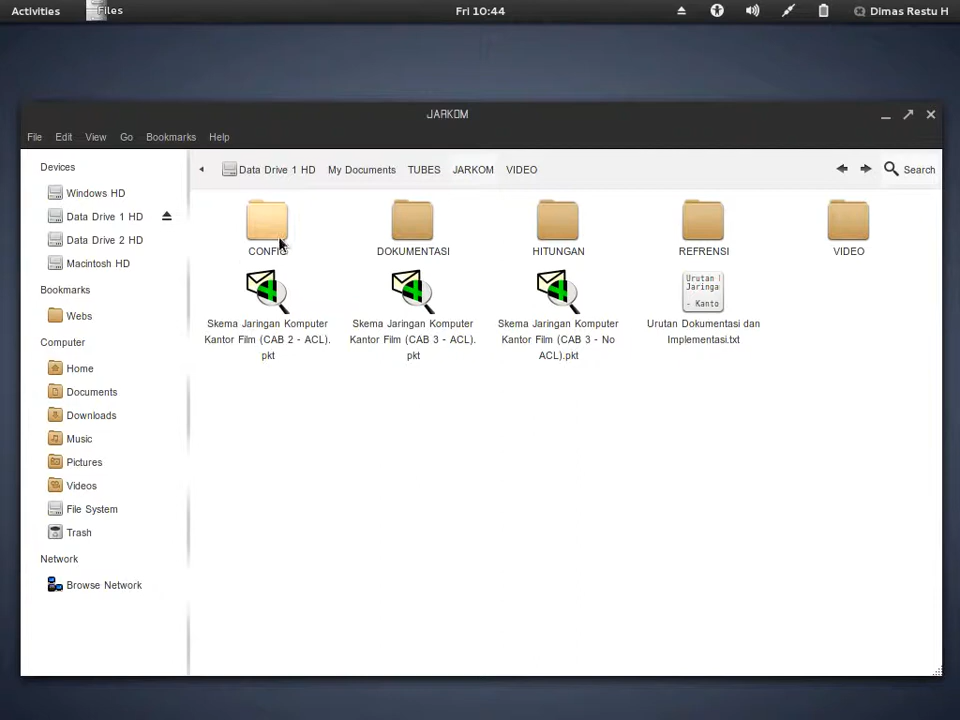 Activities Files Fri 10:44 Dimas Restu H
JARKOM
File Edit View Go Bookmarks Help
Devices
Windows HD
Data Drive 1 HD
Data Drive 2 HD
Macintosh HD
Bookmarks
Webs
Computer
Home
Documents
Downloads
Music
Pictures
Videos
File System
Trash
Network
Browse Network
Data Drive 1 HD My Documents TUBES JARKOM VIDEO Search
CONFIG DOKUMENTASI HITUNGAN REFRENSI VIDEO
Skema Jaringan Komputer
Kantor Film (CAB 2 - ACL).
pkt
Skema Jaringan Komputer
Kantor Film (CAB 3 - ACL).
pkt
Skema Jaringan Komputer
Kantor Film (CAB 3 - No
ACL).pkt
Urutan
Jaringa
- Kanto
Urutan Dokumentasi dan
Implementasi.txt